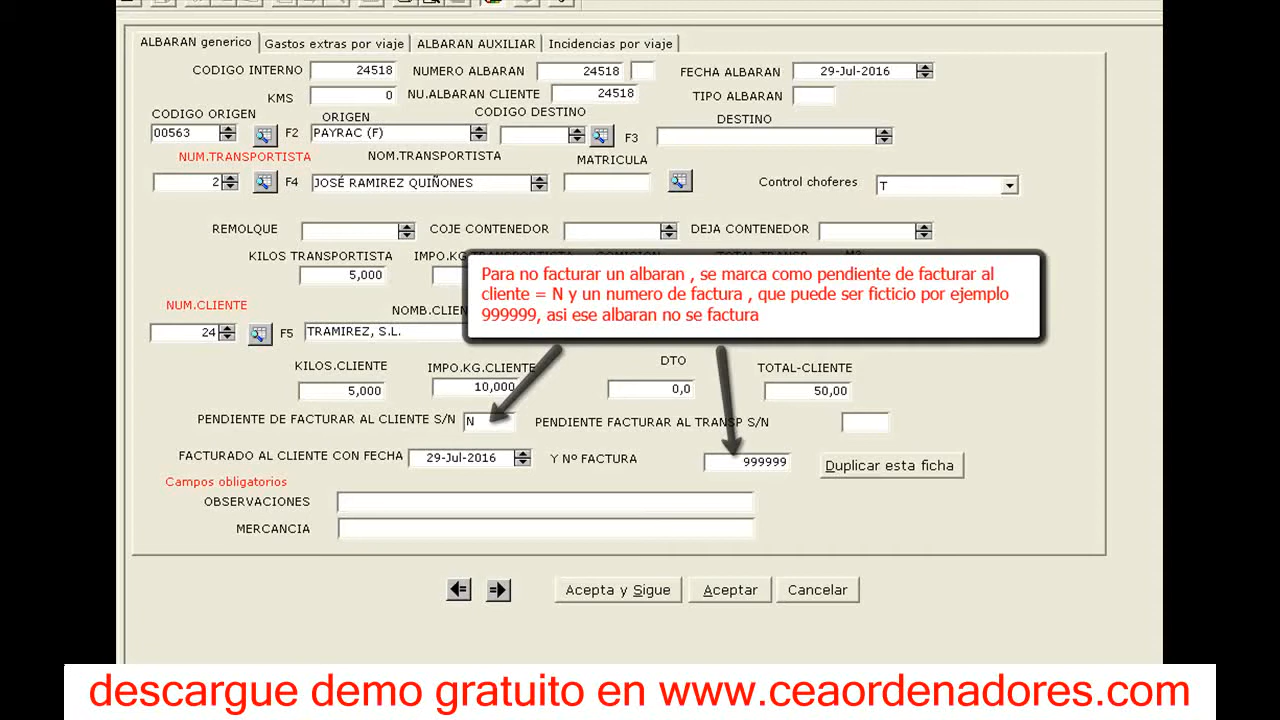 ALBARAN generico Gastos extras por viaje ALBARAN AUXILIAR Incidencias por viaje
CODIGO INTERNO 24518 NUMERO ALBARAN 24518 FECHA ALBARAN 29-Jul-2016
KMS 0 NU.ALBARAN CLIENTE 24518 TIPO ALBARAN
CODIGO ORIGEN ORIGEN CODIGO DESTINO DESTINO
00563 F2 PAYRAC (F) F3
NUM.TRANSPORTISTA NOM.TRANSPORTISTA MATRICULA
2 F4 JOSÉ RAMIREZ QUIÑONES Control choferes T
REMOLQUE COJE CONTENEDOR DEJA CONTENEDOR
KILOS TRANSPORTISTA
5,000
Para no facturar un albaran , se marca como pendiente de facturar al
cliente = N y un numero de factura , que puede ser ficticio por ejemplo
999999, asi ese albaran no se factura
NUM.CLIENTE
24 F5 TRAMIREZ, S.L.
KILOS.CLIENTE IMPO.KG.CLIENTE DTO TOTAL-CLIENTE
5,000 10,000 0,0 50,00
PENDIENTE DE FACTURAR AL CLIENTE S/N N PENDIENTE FACTURAR AL TRANSP S/N
FACTURADO AL CLIENTE CON FECHA 29-Jul-2016 Y Nº FACTURA 999999 Duplicar esta ficha
Campos obligatorios
OBSERVACIONES
MERCANCIA
Acepta y Sigue Aceptar Cancelar
descargue demo gratuito en www.ceaordenadores.com